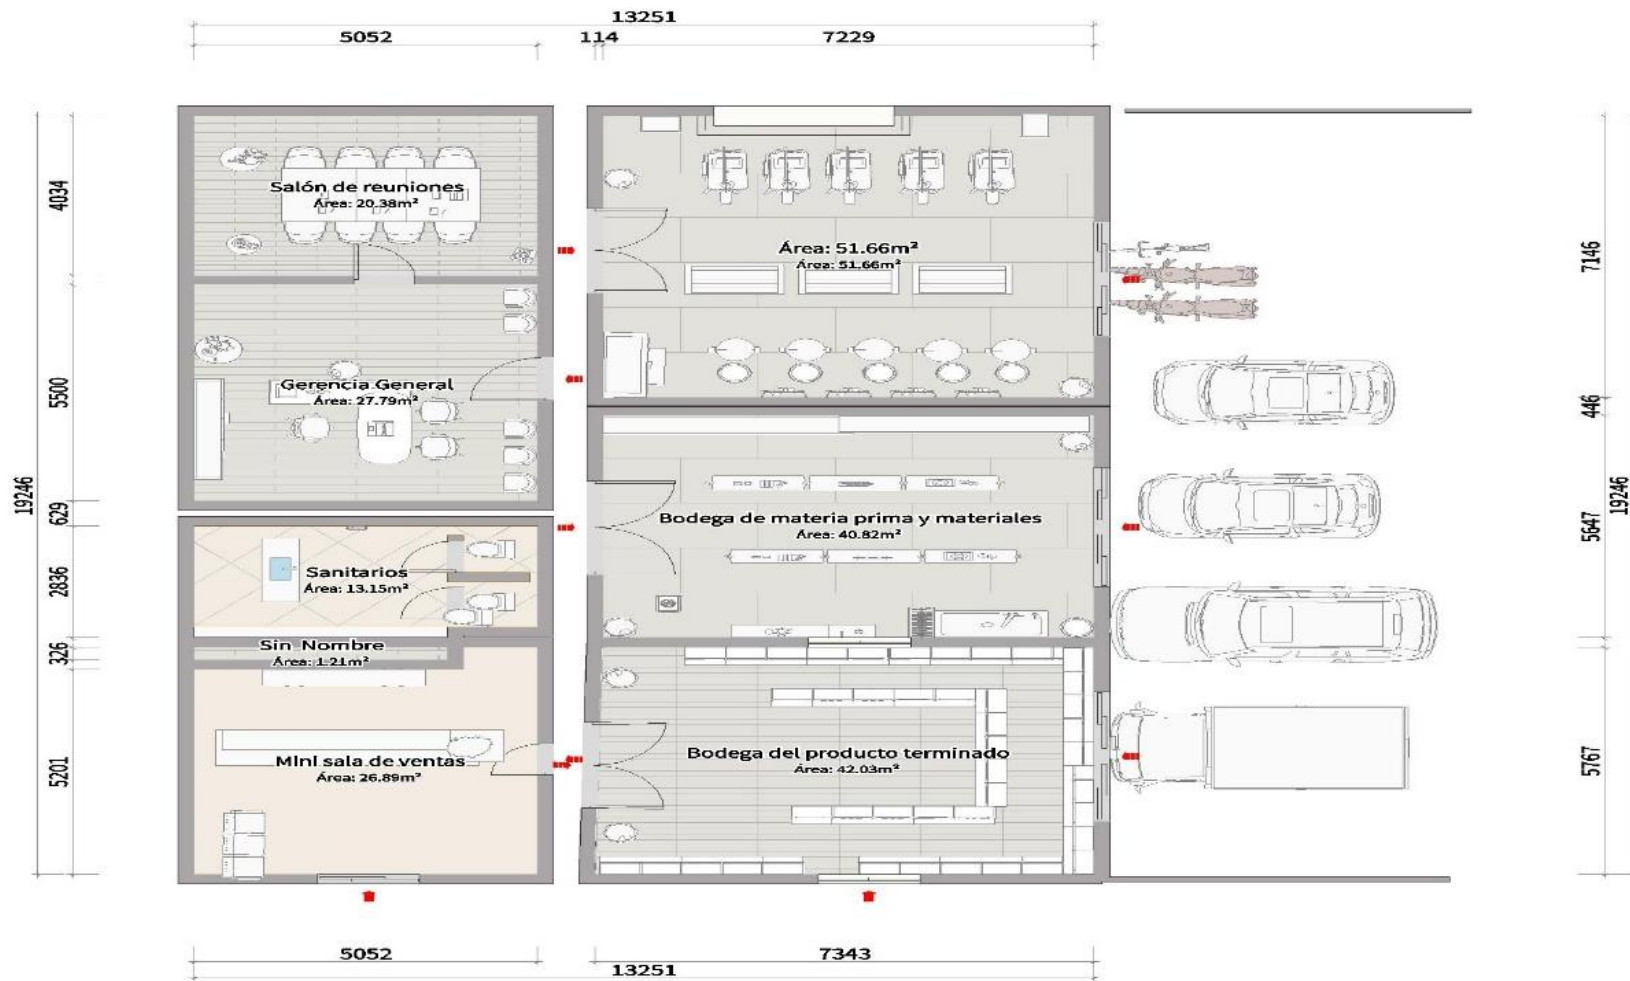 13251
5052
114
7229
4034
5500
629
2836
326
5201
19246
Salón de reuniones
Área: 20.38m²
Gerencia General
Área: 27.79m²
Sanitarios
Área: 13.15m²
Sin Nombre
Área: 1.21m²
Mini sala de ventas
Área: 26.89m²
Área: 51.66m²
Área: 51.66m²
Bodega de materia prima y materiales
Área: 40.82m²
Bodega del producto terminado
Área: 42.03m²
7146
446
5647
5767
19246
5052
7343
13251